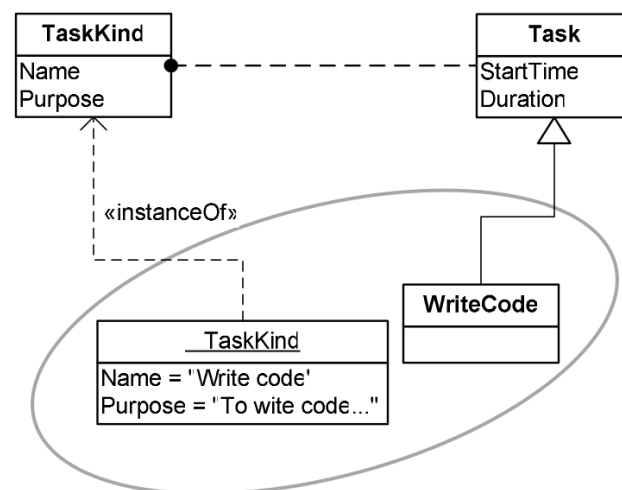 TaskKind
Name
Purpose
Task
StartTime
Duration
«instanceOf»
WriteCode
_TaskKind
Name = "Write code'
Purpose = "To wite code..."